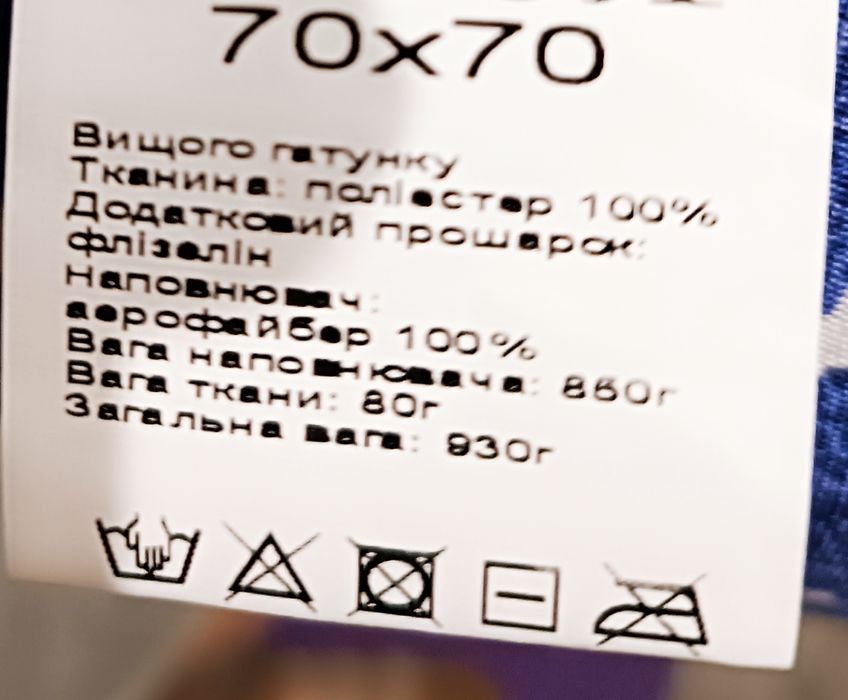 70x70
Вищого гатунку
Тканина: поліестер 100%
Додатковий прошарок:
флізелін
Наповнювач:
аерофайбер 100%
Вага наповнювача: 850г
Вага ткани: 80г
Загальна вага: 930г